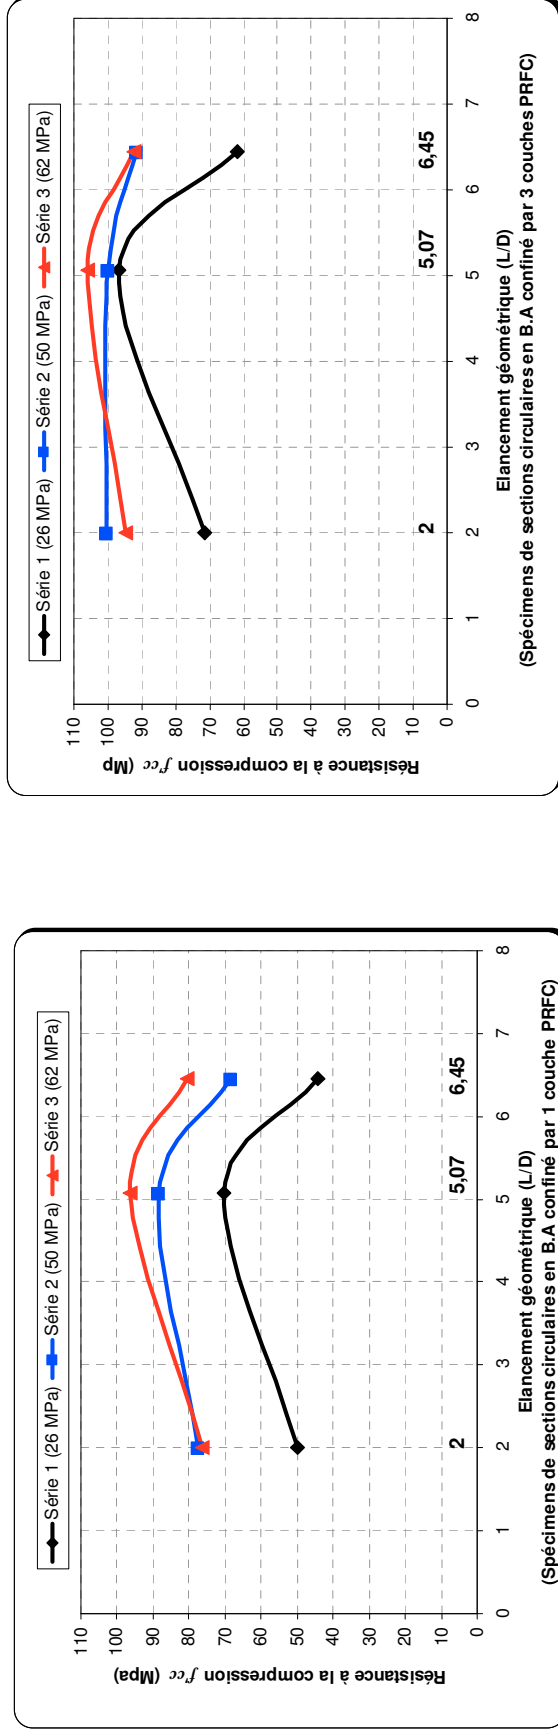 Série 1 (26 MPa) Série 2 (50 MPa) Série 3 (62 MPa)
110
100
90
80
70
60
50
40
30
20
10
0
Résistance à la compression f'cc (Mpa)
2 5,07 6,45
0 1 2 3 4 5 6 7 8
Elancement géométrique (L/D)
(Spécimens de sections circulaires en B.A confiné par 1 couche PRFC)
Série 1 (26 MPa) Série 2 (50 MPa) Série 3 (62 MPa)
110
100
90
80
70
60
50
40
30
20
10
0
Résistance à la compression f'cc (Mp
2 5,07 6,45
0 1 2 3 4 5 6 7 8
Elancement géométrique (L/D)
(Spécimens de sections circulaires en B.A confiné par 3 couches PRFC)